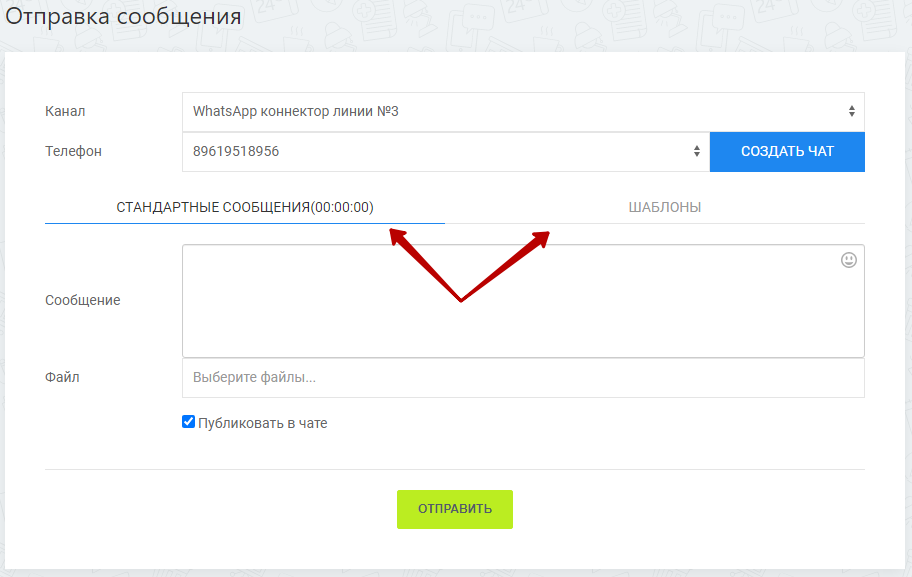 Отправка сообщения
Канал
WhatsApp коннектор линии №3
Телефон
89619518956
СОЗДАТЬ ЧАТ
СТАНДАРТНЫЕ СООБЩЕНИЯ(00:00:00)
ШАБЛОНЫ
Сообщение
Файл
Выберите файлы...
Публиковать в чате
ОТПРАВИТЬ